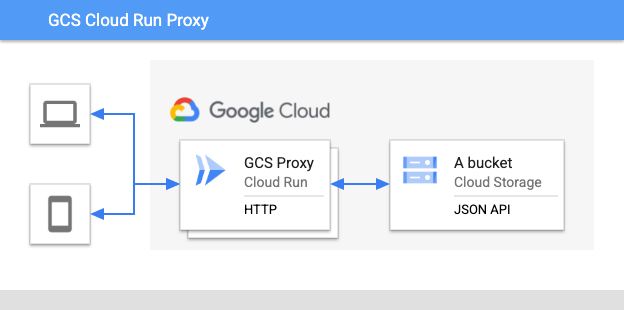 GCS Cloud Run Proxy
Google Cloud
GCS Proxy
Cloud Run
HTTP
A bucket
Cloud Storage
JSON API